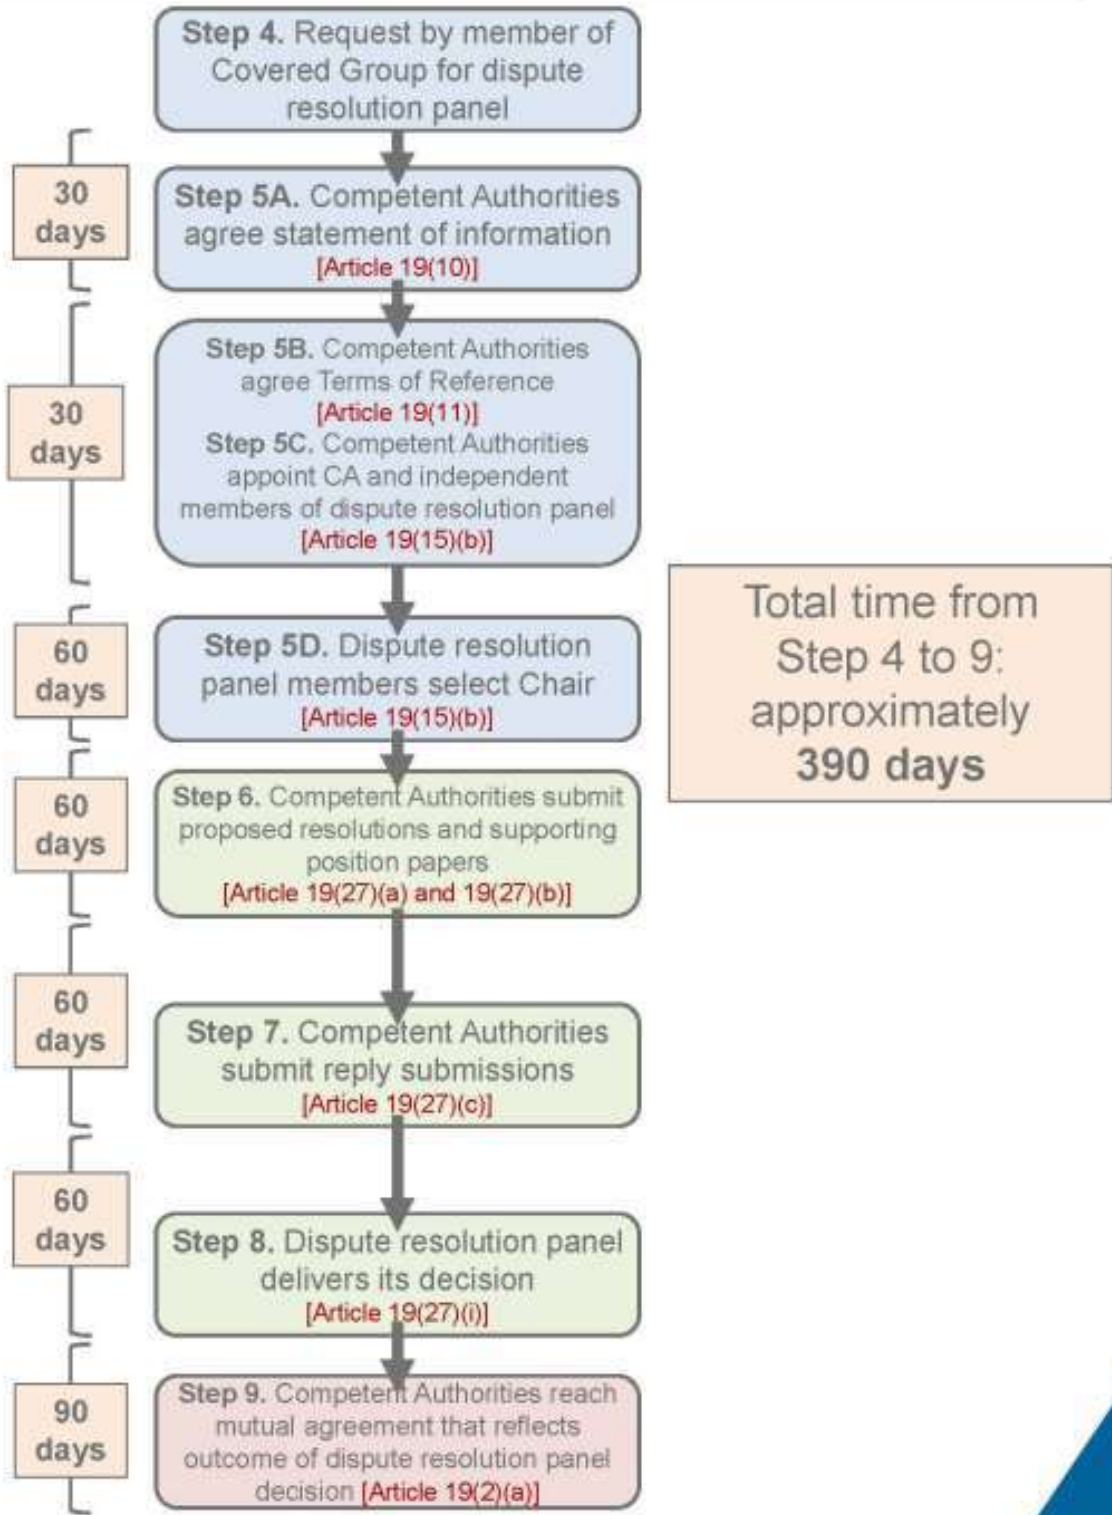 Step 4. Request by member of
Covered Group for dispute
resolution panel
30
days
Step 5A. Competent Authorities
agree statement of information
[Article 19(10)]
30
days
Step 5B. Competent Authorities
agree Terms of Reference
[Article 19(11)]
Step 5C. Competent Authorities
appoint CA and independent
members of dispute resolution panel
[Article 19(15)(b)]
60
days
Step 5D. Dispute resolution
panel members select Chair
[Article 19(15)(b)]
Total time from
Step 4 to 9:
approximately
390 days
60
days
Step 6. Competent Authorities submit
proposed resolutions and supporting
position papers
[Article 19(27)(a) and 19(27)(b)]
60
days
Step 7. Competent Authorities
submit reply submissions
[Article 19(27)(c)]
60
days
Step 8. Dispute resolution panel
delivers its decision
[Article 19(27)(i)]
90
days
Step 9. Competent Authorities reach
mutual agreement that reflects
outcome of dispute resolution panel
decision [Article 19(2)(a)]